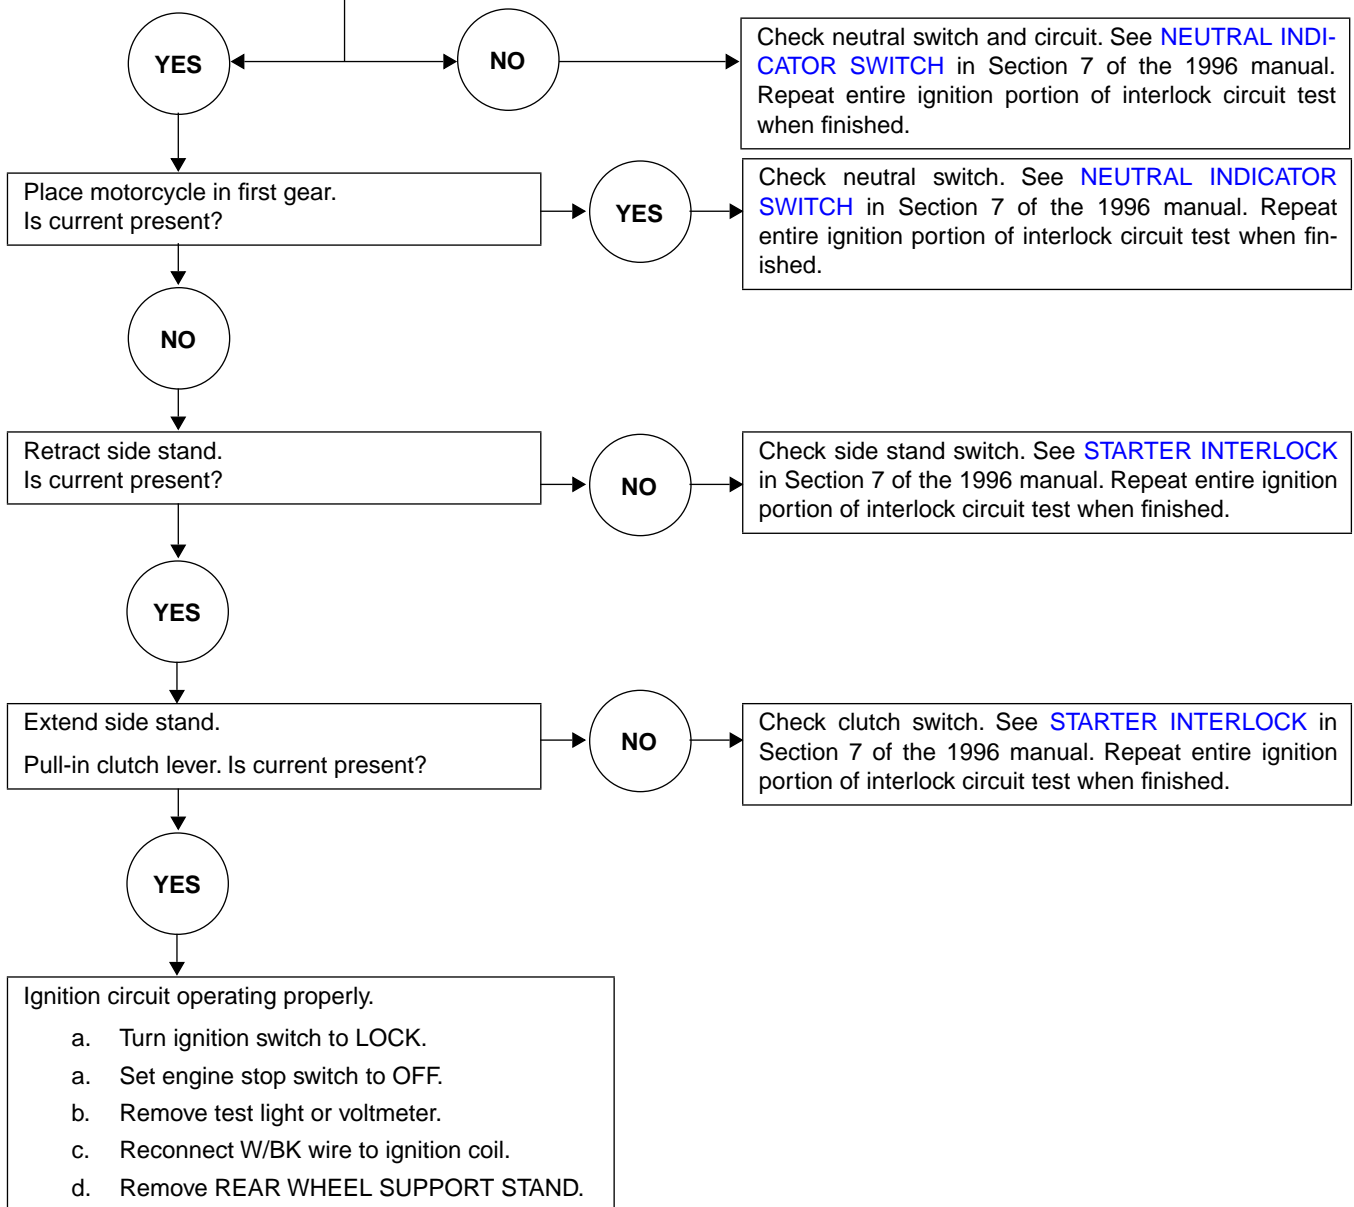 YES
NO
Check neutral switch and circuit. See NEUTRAL INDI-
CATOR SWITCH in Section 7 of the 1996 manual.
Repeat entire ignition portion of interlock circuit test
when finished.
Place motorcycle in first gear.
Is current present?
YES
Check neutral switch. See NEUTRAL INDICATOR
SWITCH in Section 7 of the 1996 manual. Repeat
entire ignition portion of interlock circuit test when fin-
ished.
NO
Retract side stand.
Is current present?
NO
Check side stand switch. See STARTER INTERLOCK
in Section 7 of the 1996 manual. Repeat entire ignition
portion of interlock circuit test when finished.
YES
Extend side stand.
Pull-in clutch lever. Is current present?
NO
Check clutch switch. See STARTER INTERLOCK in
Section 7 of the 1996 manual. Repeat entire ignition
portion of interlock circuit test when finished.
YES
Ignition circuit operating properly.
a. Turn ignition switch to LOCK.
a. Set engine stop switch to OFF.
b. Remove test light or voltmeter.
c. Reconnect W/BK wire to ignition coil.
d. Remove REAR WHEEL SUPPORT STAND.